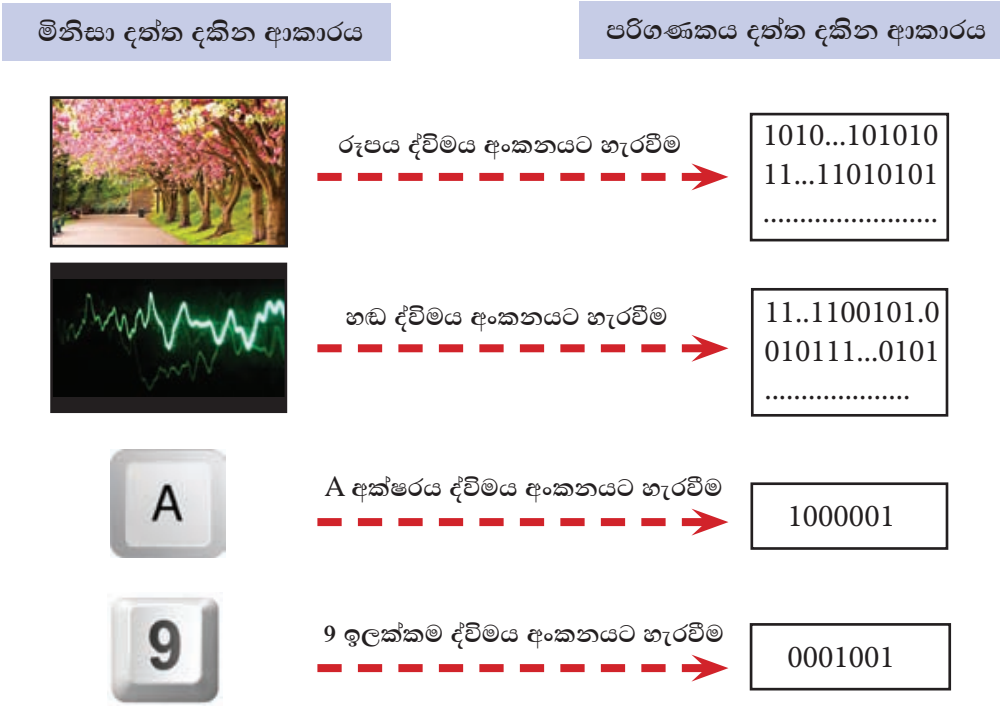 මිනිසා දත්ත දකින ආකාරය
පරිගණකය දත්ත දකින ආකාරය
රූපය ද්විමය අංකනයට හැරවීම
1010...101010
11...11010101
........................
හඬ ද්විමය අංකනයට හැරවීම
11..1100101.0
010111...0101
....................
A
A අක්ෂරය ද්විමය අංකනයට හැරවීම
1000001
9
9 ඉලක්කම ද්විමය අංකනයට හැරවීම
0001001